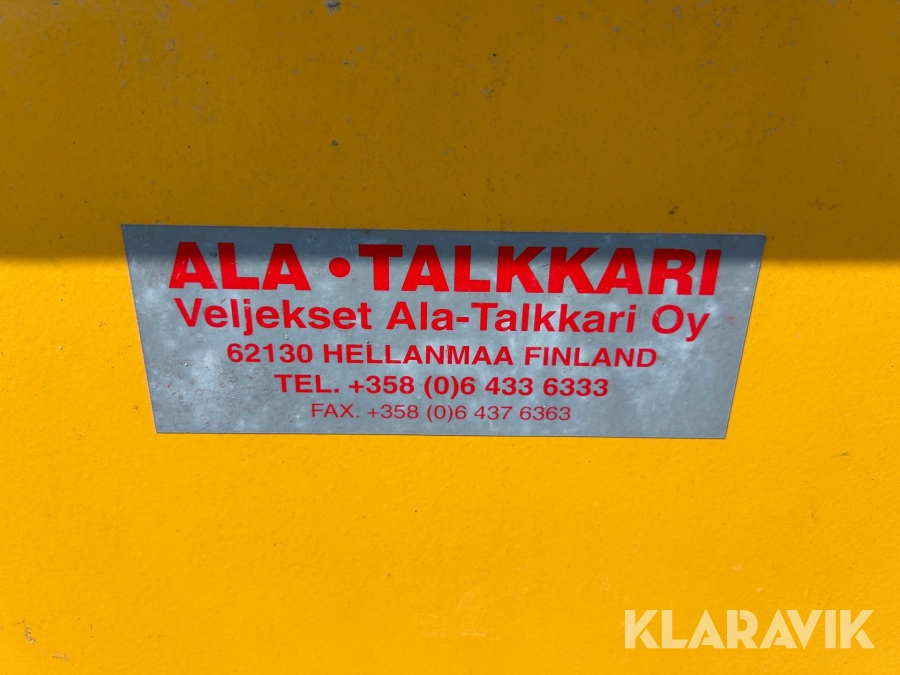 ALA • TALKKARI
Veljekset Ala-Talkkari Oy
62130 HELLANMAA FINLAND
TEL. +358 (0)6 433 6333
FAX. +358 (0)6 437 6363
KLARAVIK